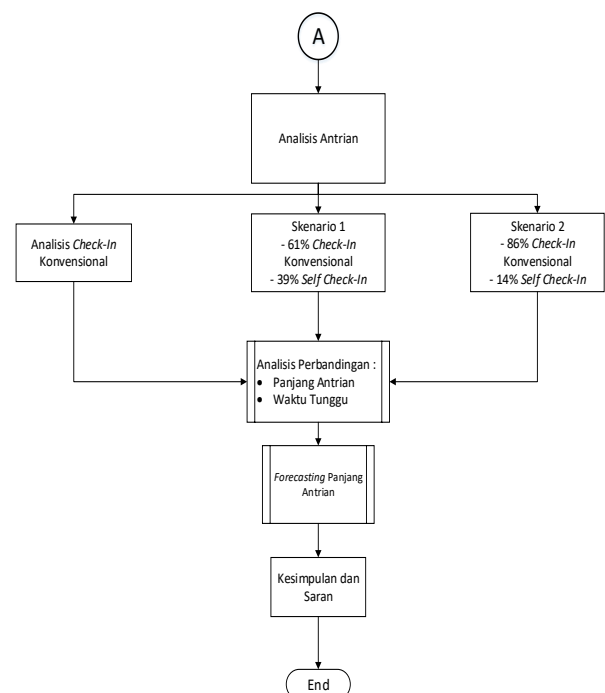 A
Analisis Antrian
Analisis Check-In
Konvensional
Skenario 1
- 61% Check-In
Konvensional
- 39% Self Check-In
Skenario 2
- 86% Check-In
Konvensional
- 14% Self Check-In
Analisis Perbandingan :
• Panjang Antrian
• Waktu Tunggu
Forecasting Panjang
Antrian
Kesimpulan dan
Saran
End